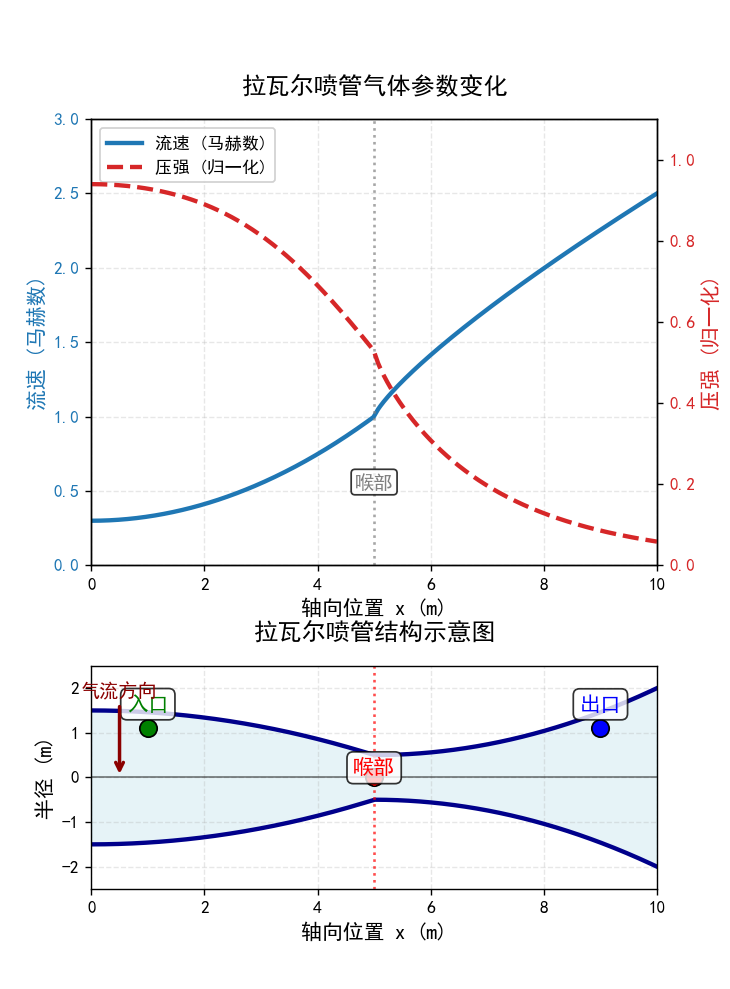 拉瓦尔喷管气体参数变化
流速 (马赫数)
压强 (归一化)
流速 (马赫数)
3.0
2.5
2.0
1.5
1.0
0.5
0.0
压强 (归一化)
1.0
0.8
0.6
0.4
0.2
0.0
喉部
0 2 4 6 8 10
轴向位置 x (m)
拉瓦尔喷管结构示意图
半径 (m)
2
1
0
−1
−2
气流方向
入口
喉部
出口
0 2 4 6 8 10
轴向位置 x (m)